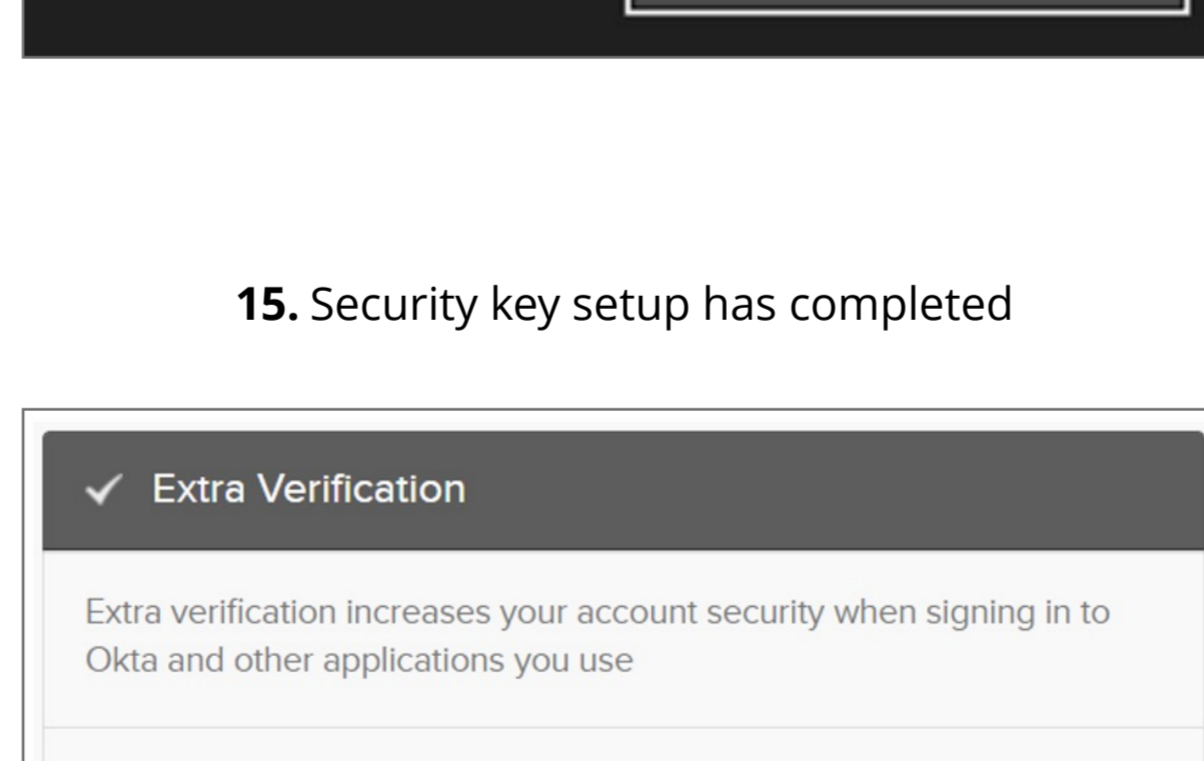 15. Security key setup has completed
Extra Verification
Extra verification increases your account security when signing in to
Okta and other applications you use